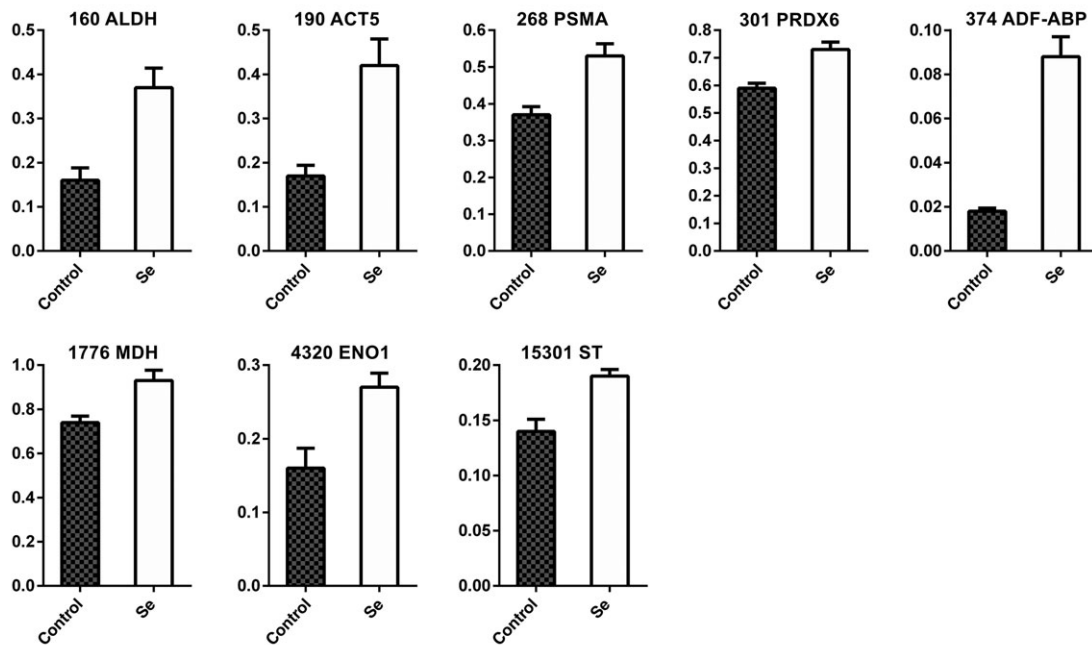 160 ALDH
0.5
0.4
0.3
0.2
0.1
0.0
Control
Se
190 ACT5
0.5
0.4
0.3
0.2
0.1
0.0
Control
Se
268 PSMA
0.6
0.5
0.4
0.3
0.2
0.1
0.0
Control
Se
301 PRDX6
0.8
0.7
0.6
0.5
0.4
0.3
0.2
0.1
0.0
Control
Se
374 ADF-ABP
0.10
0.08
0.06
0.04
0.02
0.00
Control
Se
1776 MDH
1.0
0.8
0.6
0.4
0.2
0.0
Control
Se
4320 ENO1
0.3
0.2
0.1
0.0
Control
Se
15301 ST
0.20
0.15
0.10
0.05
0.00
Control
Se